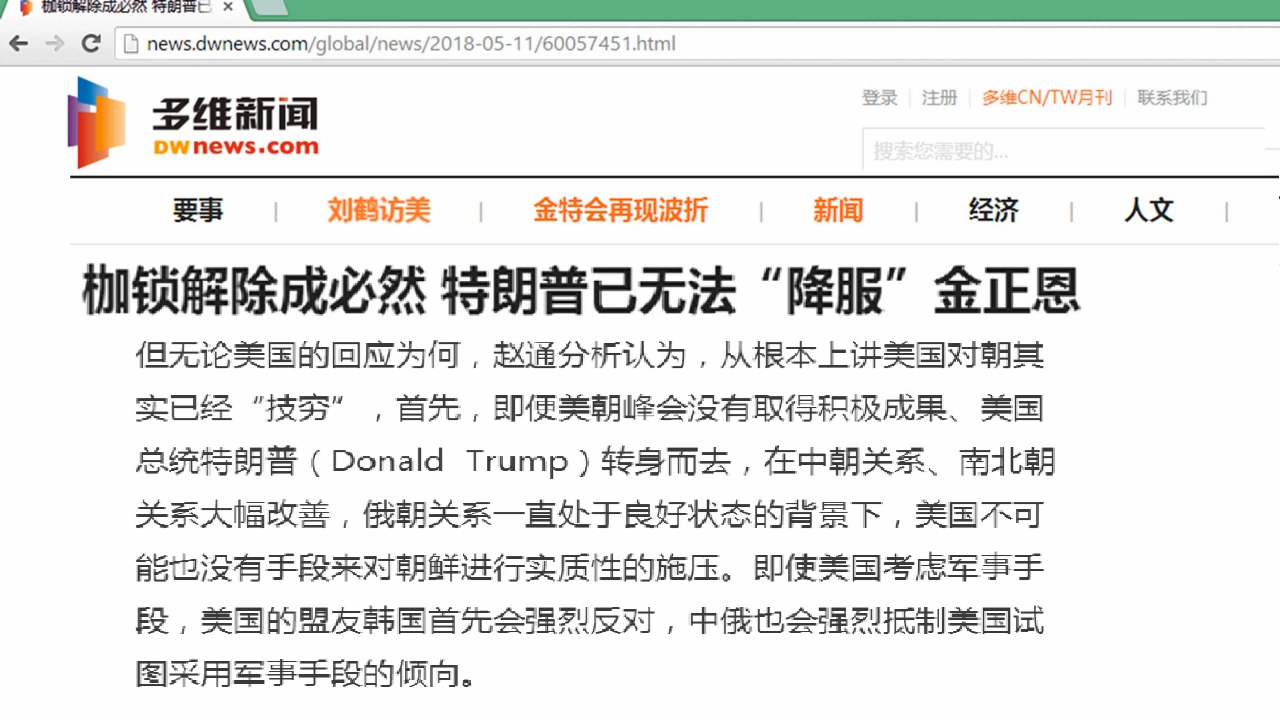 枷锁解除成必然 特朗普已
news.dwnews.com/global/news/2018-05-11/60057451.html
多维新闻
DWnews.com
登录 | 注册 | 多维CN/TW月刊 | 联系我们
搜索您需要的...
要事 | 刘鹤访美 | 金特会再现波折 | 新闻 | 经济 | 人文 |
枷锁解除成必然 特朗普已无法“降服”金正恩
但无论美国的回应为何，赵通分析认为，从根本上讲美国对朝其
实已经“技穷”，首先，即便美朝峰会没有取得积极成果、美国
总统特朗普（Donald Trump）转身而去，在中朝关系、南北朝
关系大幅改善，俄朝关系一直处于良好状态的背景下，美国不可
能也没有手段来对朝鲜进行实质性的施压。即使美国考虑军事手
段，美国的盟友韩国首先会强烈反对，中俄也会强烈抵制美国试
图采用军事手段的倾向。